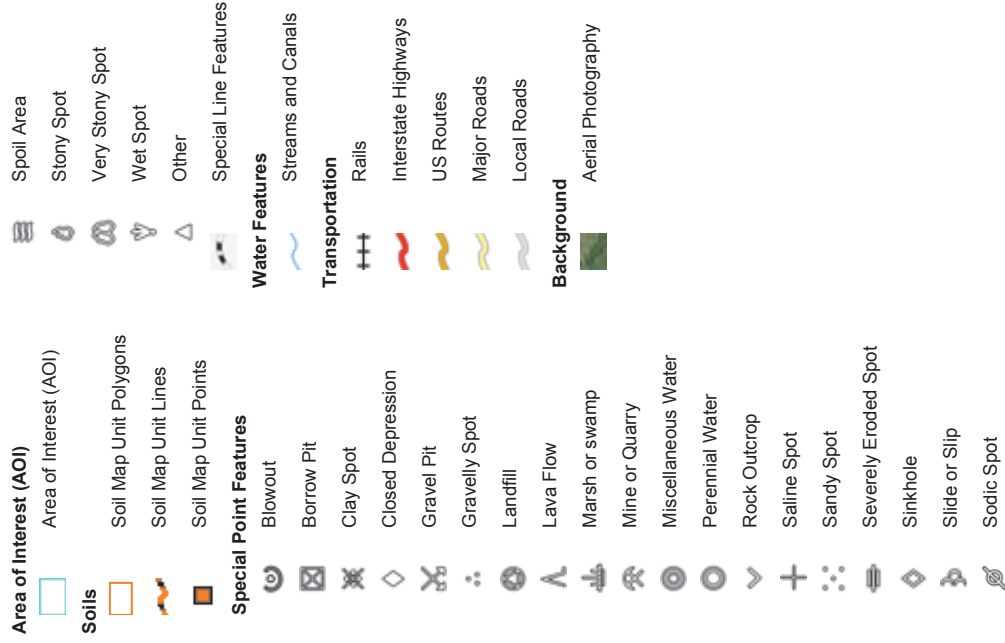 Area of Interest (AOI)
Area of Interest (AOI)
Soils
Soil Map Unit Polygons
Soil Map Unit Lines
Soil Map Unit Points
Special Point Features
Blowout
Borrow Pit
Clay Spot
Closed Depression
Gravel Pit
Gravelly Spot
Landfill
Lava Flow
Marsh or swamp
Mine or Quarry
Miscellaneous Water
Perennial Water
Rock Outcrop
Saline Spot
Sandy Spot
Severely Eroded Spot
Sinkhole
Slide or Slip
Sodic Spot
Spoil Area
Stony Spot
Very Stony Spot
Wet Spot
Other
Special Line Features
Water Features
Streams and Canals
Transportation
Rails
Interstate Highways
US Routes
Major Roads
Local Roads
Background
Aerial Photography